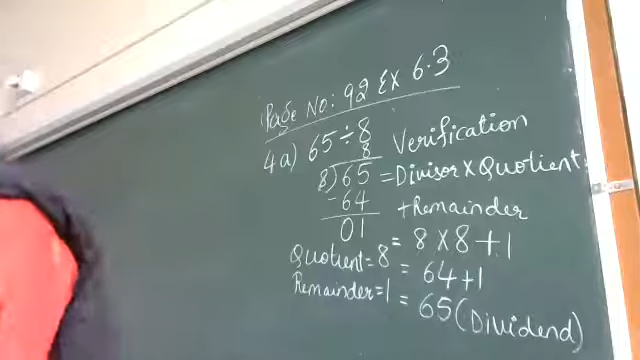 Page No: 92 Ex 6.3
4a) 65÷8
8
8)65
- 64
01
Quotient = 8
Remainder = 1
Verification
= Divisor x Quotient
+ Remainder
= 8 x 8 + 1
= 64 + 1
= 65 (Dividend)